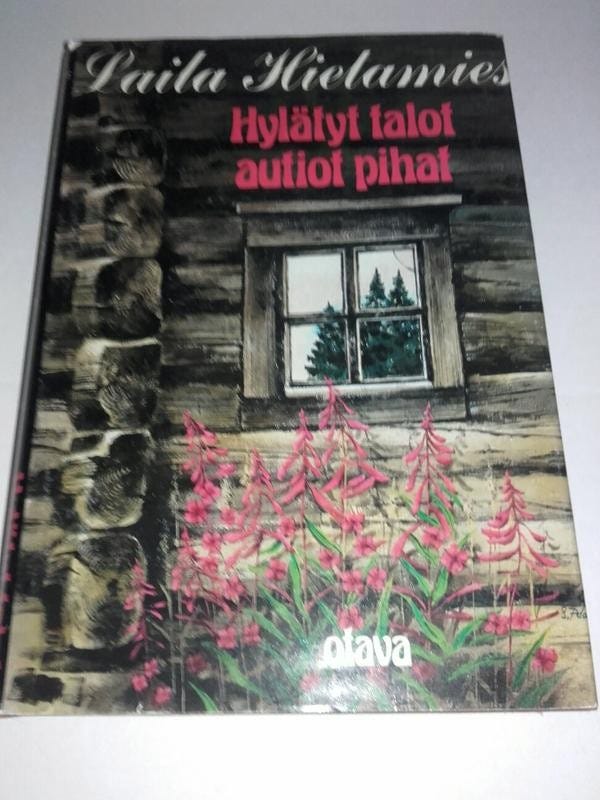 Laila Hietamies
Hylätyt talot
autiot pihat
otava